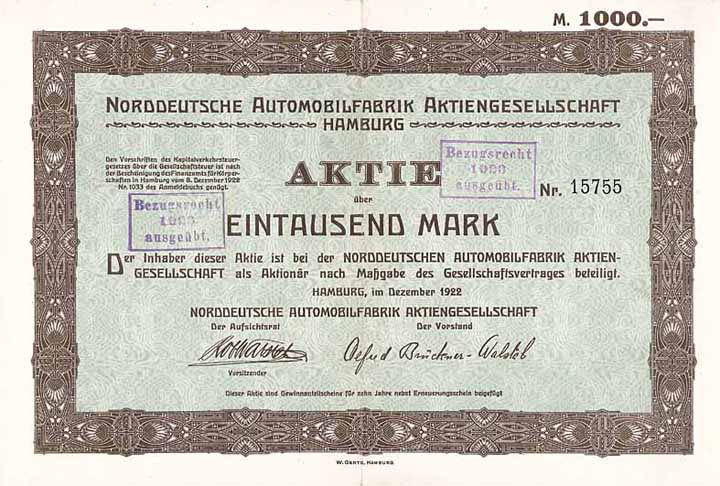 M. 1000.—
NORDDEUTSCHE AUTOMOBILFABRIK AKTIENGESELLSCHAFT
HAMBURG
Den Vorschriften des Kapitalverkehrsteuer-
gesetzes über die Gesellschaftsteuer ist nach
der Bescheinigung des Finanzamts für Körper-
schaften in Hamburg vom 8. Dezember 1922
Nr. 1033 des Anmeldebuchs genügt.
AKTIE
Bezugsrecht
ausgeübt.
Nr. 15755
über
Bezugsrecht
ausgeübt.
EINTAUSEND MARK
Der Inhaber dieser Aktie ist bei der NORDDEUTSCHEN AUTOMOBILFABRIK AKTIEN-
GESELLSCHAFT als Aktionär nach Maßgabe des Gesellschaftsvertrages beteiligt.
HAMBURG, im Dezember 1922
NORDDEUTSCHE AUTOMOBILFABRIK AKTIENGESELLSCHAFT
Der Aufsichtsrat Der Vorstand
Alfred Brückner-Walstab
Vorsitzender
Dieser Aktie sind Gewinnanteilscheine für zehn Jahre nebst Erneuerungsschein beigefügt
W. GENTE, HAMBURG